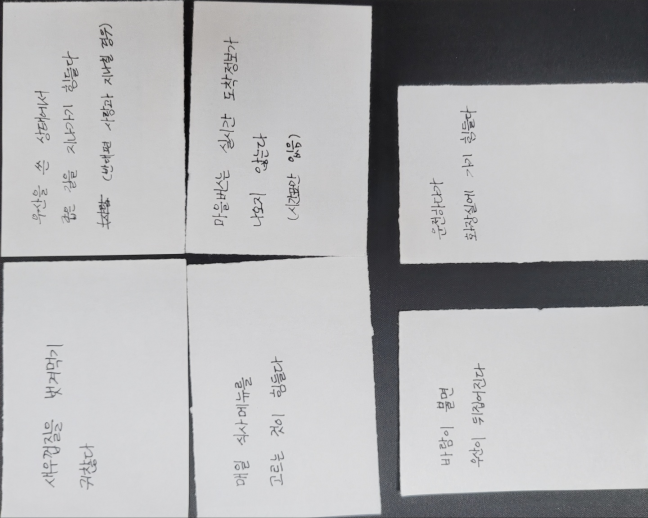 우산을 쓴 상태에서
좁은 길을 지나가기 힘들다
(반대편 사람과 지나칠 경우)
마을버스는 실시간 도착정보가
나오지 않는다
(시간표만 있음)
운전하다가
화장실에 가기 힘들다
새우껍질을 벗겨먹기
귀찮다
매일 식사메뉴를
고르는 것이 힘들다
바람이 불면
우산이 뒤집어진다